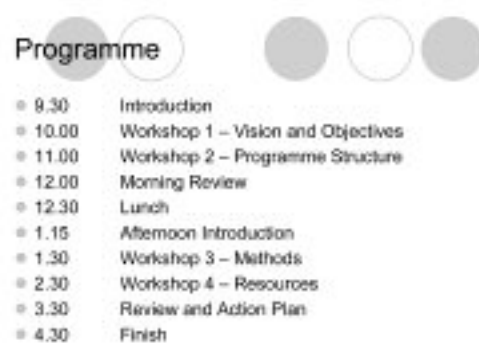 Programme
9.30 Introduction
10.00 Workshop 1 – Vision and Objectives
11.00 Workshop 2 – Programme Structure
12.00 Morning Review
12.30 Lunch
1.15 Afternoon Introduction
1.30 Workshop 3 – Methods
2.30 Workshop 4 – Resources
3.30 Review and Action Plan
4.30 Finish